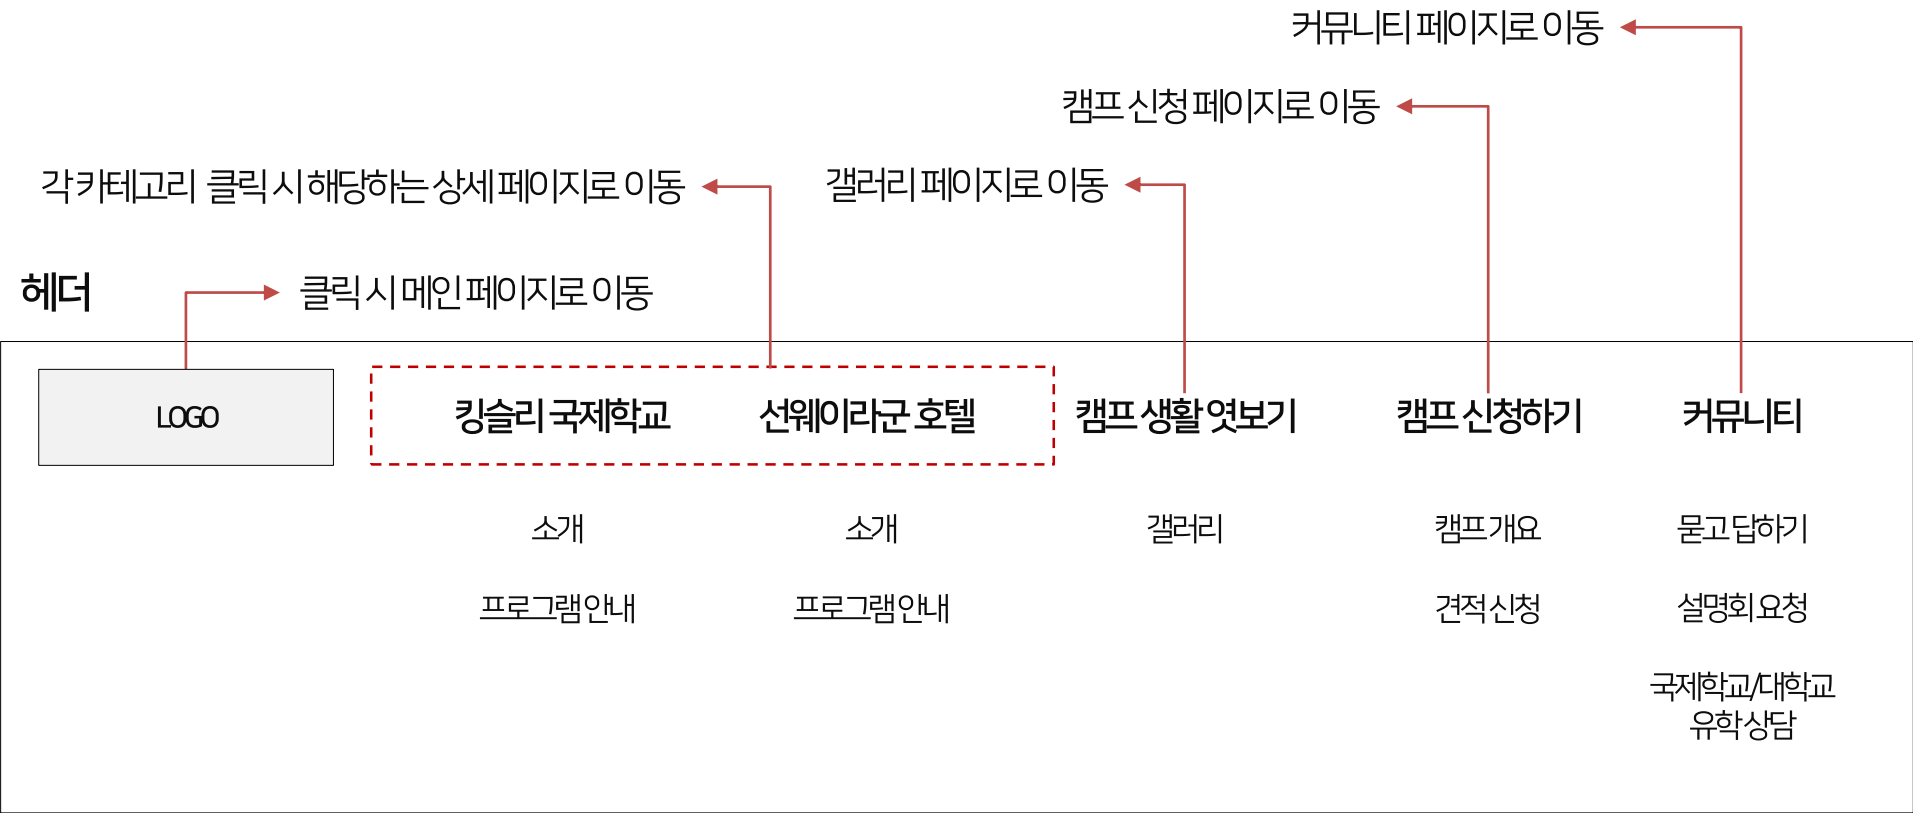 커뮤니티 페이지로 이동
캠프 신청 페이지로 이동
각 카테고리 클릭 시 해당하는 상세 페이지로 이동
갤러리 페이지로 이동
헤더
클릭 시 메인 페이지로 이동
LOGO
킹슬리 국제학교
선웨이라군 호텔
캠프 생활 엿보기
캠프 신청하기
커뮤니티
소개
소개
갤러리
캠프 개요
묻고 답하기
프로그램 안내
프로그램 안내
견적 신청
설명회 요청
국제학교/대학교
유학 상담